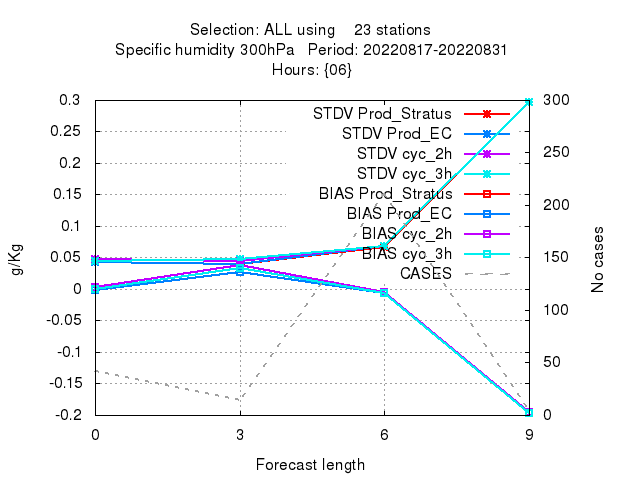 Selection: ALL using 23 stations
Specific humidity 300hPa Period: 20220817-20220831
Hours: {06}
0.3
0.25
0.2
0.15
0.1
0.05
0
-0.05
-0.1
-0.15
-0.2
g/Kg
STDV Prod_Stratus
STDV Prod_EC
STDV cyc_2h
STDV cyc_3h
BIAS Prod_Stratus
BIAS Prod_EC
BIAS cyc_2h
BIAS cyc_3h
CASES
300
250
200
150
100
50
0
No cases
0 3 6 9
Forecast length